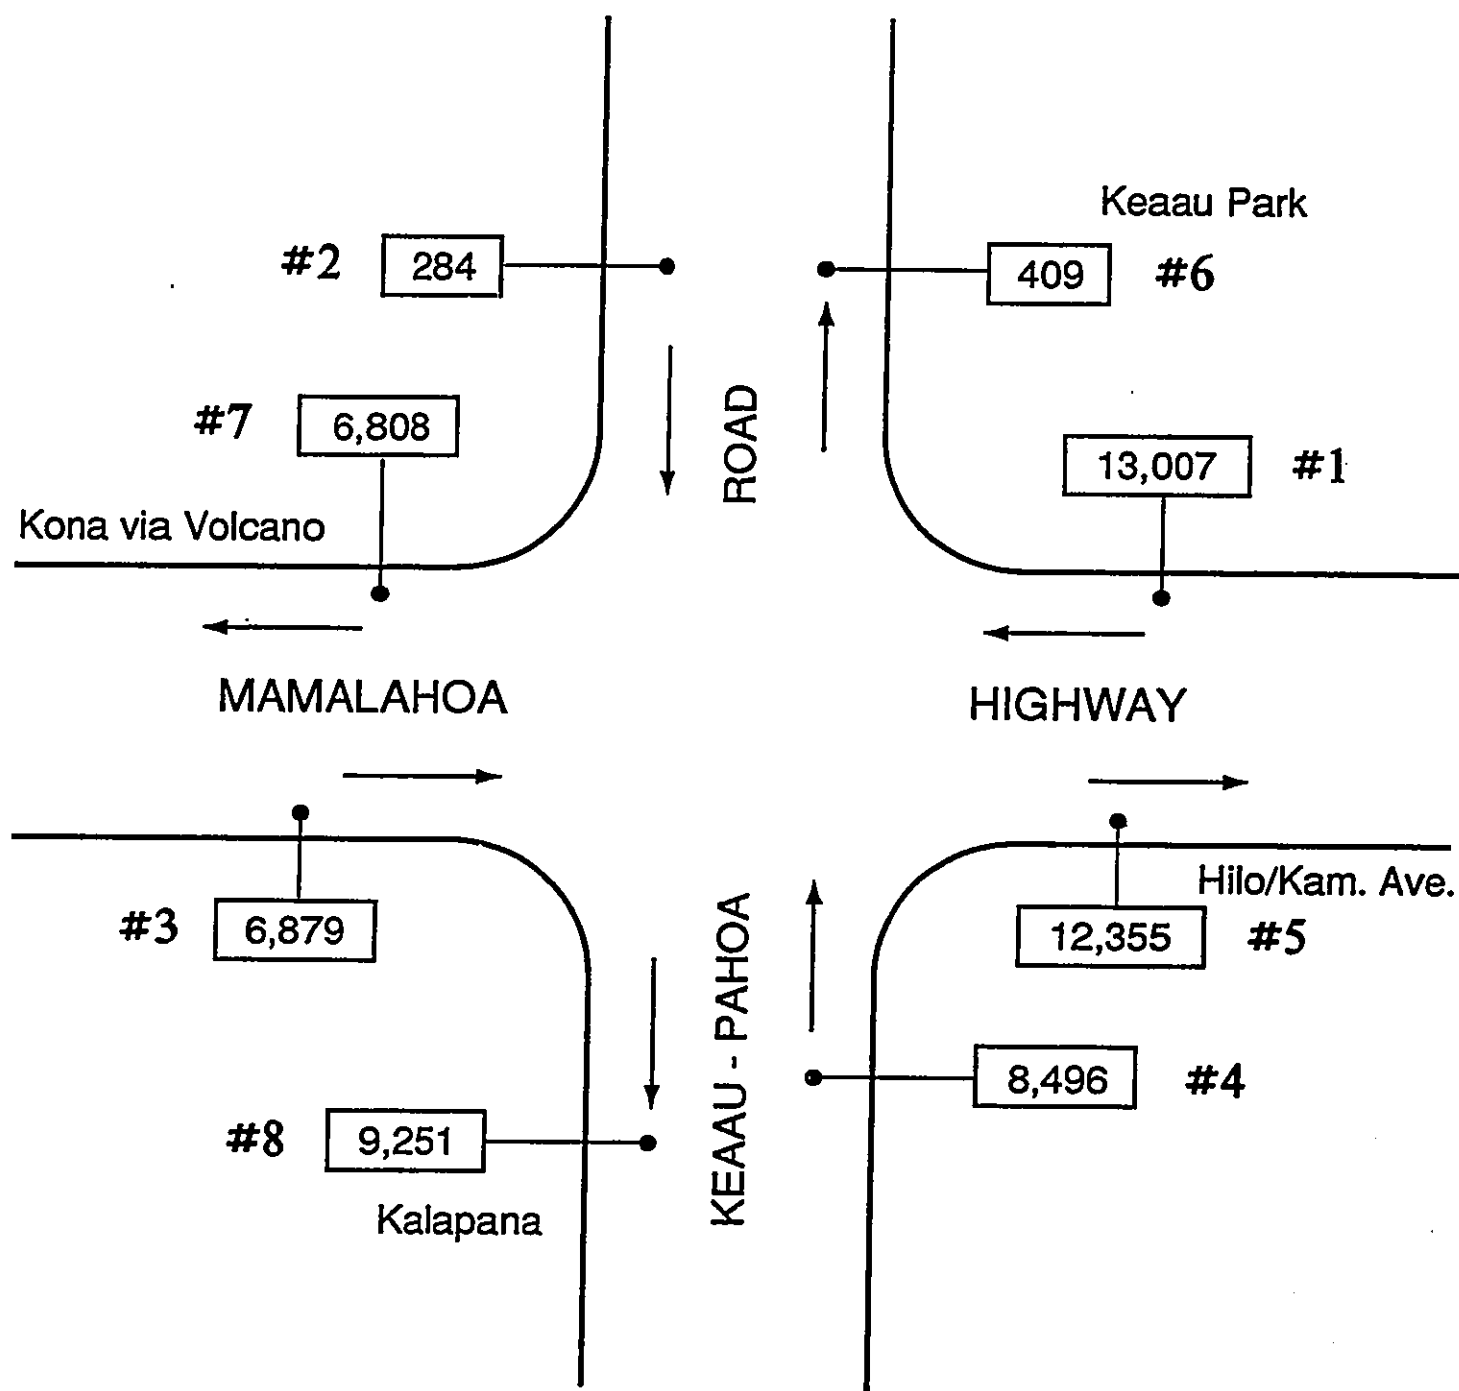 Keaau Park
#2 284
409 #6
#7 6,808
ROAD
13,007 #1
Kona via Volcano
MAMALAHOA
HIGHWAY
Hilo/Kam. Ave.
#3 6,879
12,355 #5
KEAAU - PAHOA
8,496 #4
#8 9,251
Kalapana